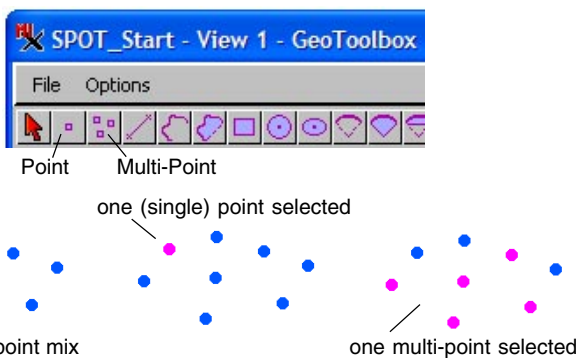 SPOT_Start - View 1 - GeoToolbox
File Options
Point Multi-Point
one (single) point selected
point mix
one multi-point selected